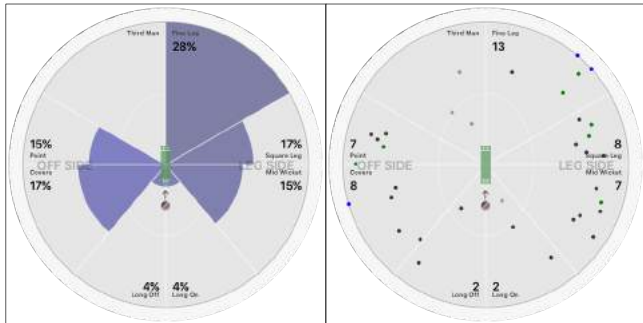 Third Man Fine Leg
28%
15%
Point
OFF SIDE
Covers
17%
17%
Square Leg
LEG SIDE
Mid Wicket
15%
4% 4%
Long Off Long On
Third Man Fine Leg
13
7
Point
OFF SIDE
Covers
8
8
Square Leg
LEG SIDE
Mid Wicket
7
2 2
Long Off Long On